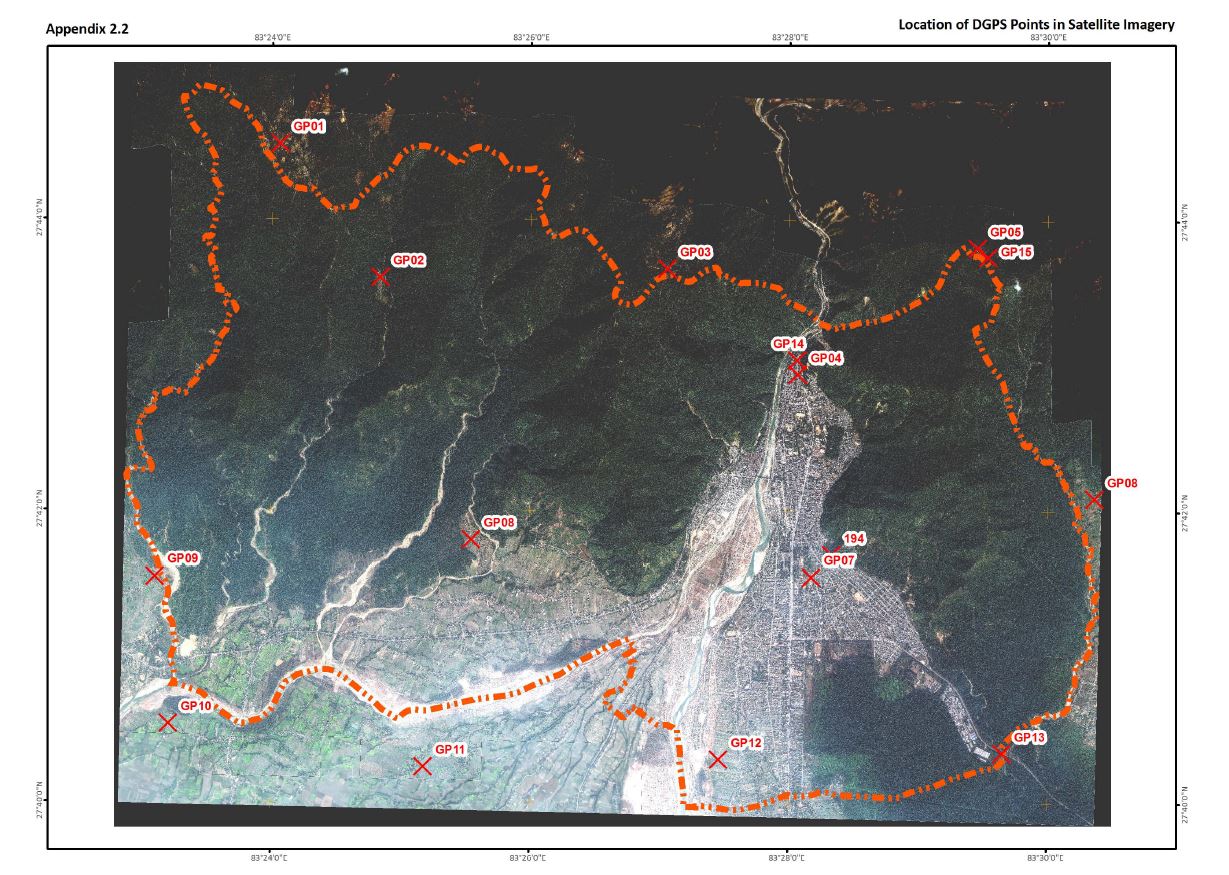 Appendix 2.2
Location of DGPS Points in Satellite Imagery
83°24'0"E
83°26'0"E
83°28'0"E
83°30'0"E
GP01
27°44'0"N
27°44'0"N
GP05
GP03
GP15
GP02
GP14
GP04
GP08
27°42'0"N
27°42'0"N
GP08
194
GP09
GP07
GP10
GP13
GP12
GP11
27°40'0"N
27°40'0"N
83°24'0"E
83°26'0"E
83°28'0"E
83°30'0"E